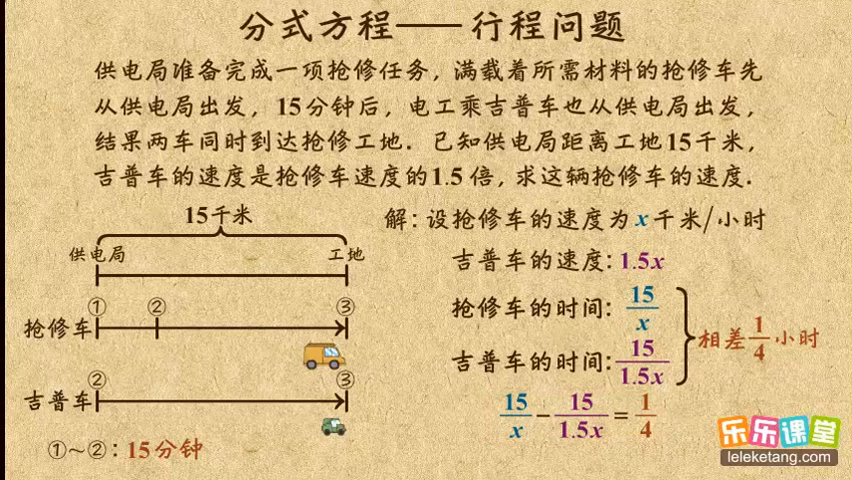 分式方程——行程问题
供电局准备完成一项抢修任务，满载着所需材料的抢修车先
从供电局出发，15分钟后，电工乘吉普车也从供电局出发，
结果两车同时到达抢修工地．已知供电局距离工地15千米，
吉普车的速度是抢修车速度的1.5倍，求这辆抢修车的速度．
15千米
供电局 工地
① ② ③
抢修车
② ③
吉普车
①~②：15分钟
解：设抢修车的速度为x千米/小时
吉普车的速度：1.5x
抢修车的时间：15/x
吉普车的时间：15/1.5x
相差1/4小时
15/x − 15/1.5x = 1/4
乐乐课堂
leleketang.com